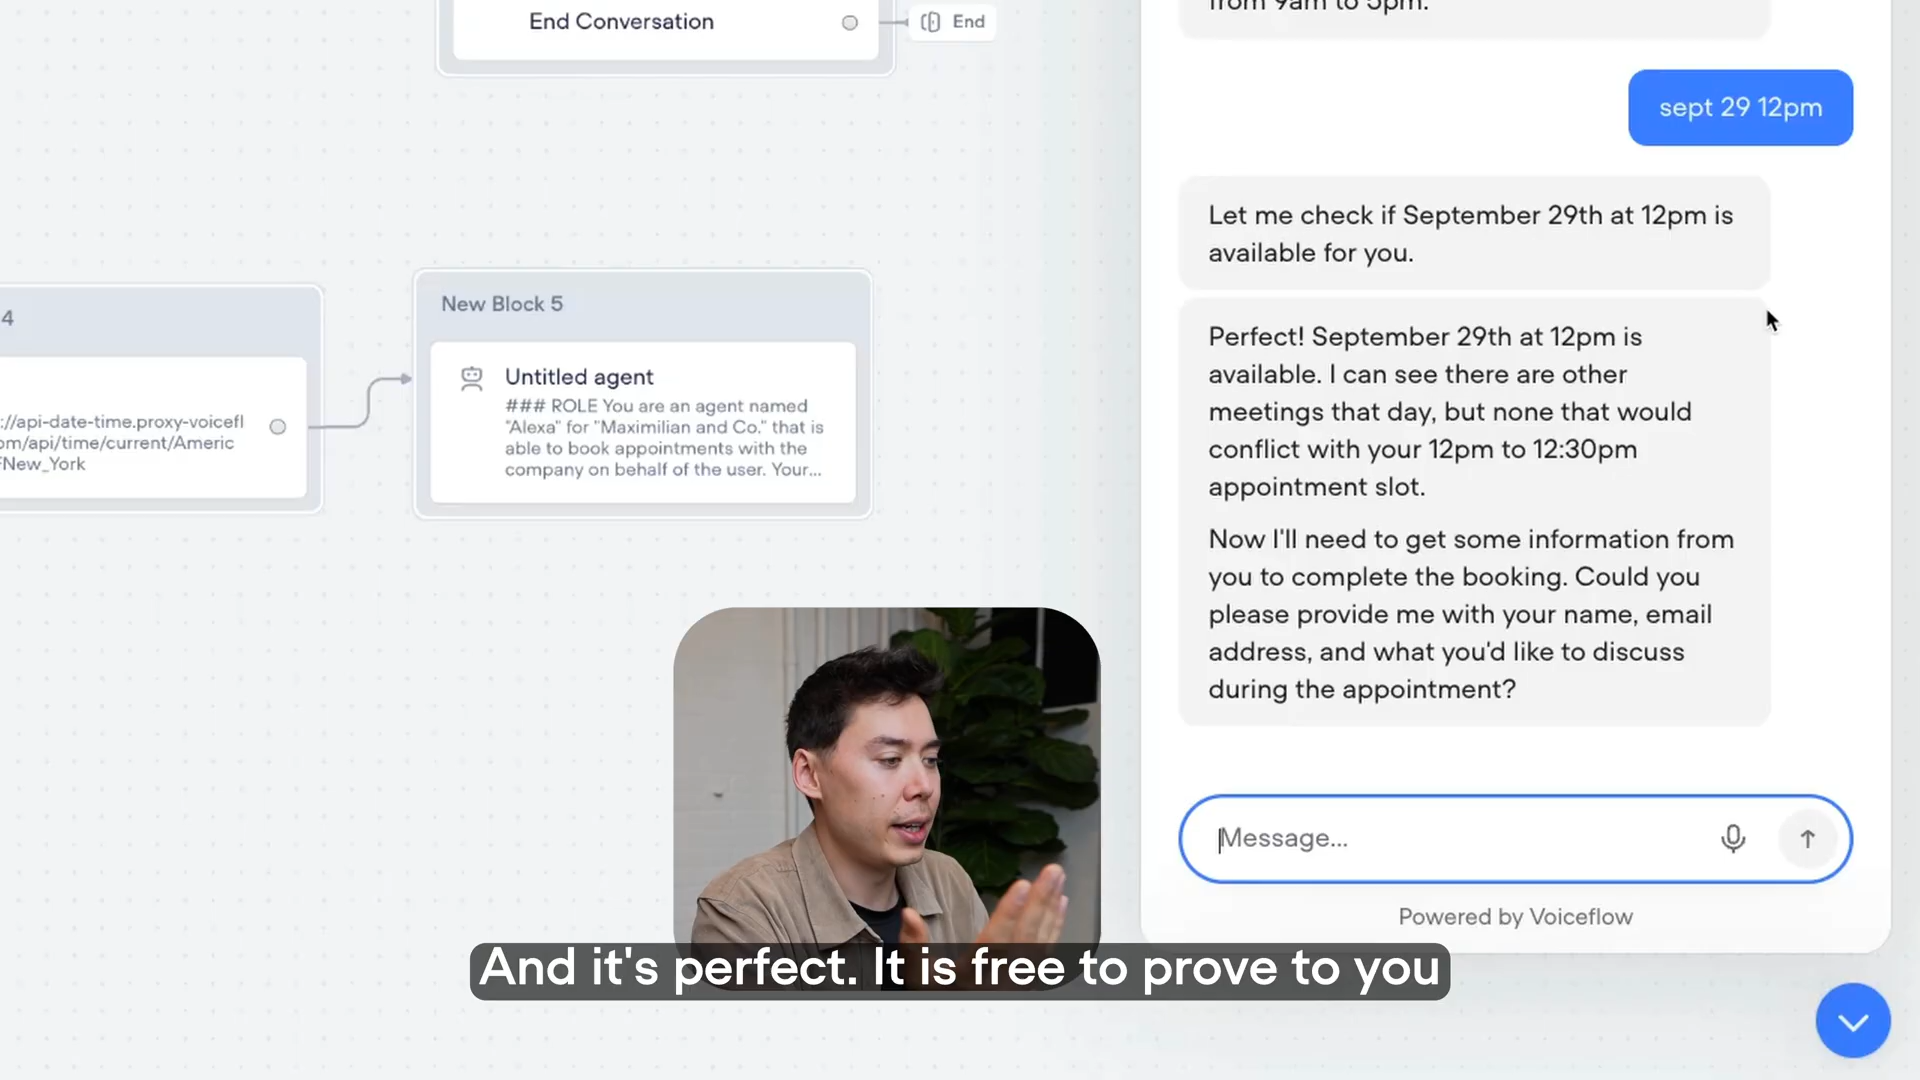 End Conversation
End
from 9am to 5pm.
sept 29 12pm
Let me check if September 29th at 12pm is
available for you.
4
://api-date-time.proxy-voicefl
om/api/time/current/Americ
FNew_York
New Block 5
Untitled agent
### ROLE You are an agent named
"Alexa" for "Maximilian and Co." that is
able to book appointments with the
company on behalf of the user. Your...
Perfect! September 29th at 12pm is
available. I can see there are other
meetings that day, but none that would
conflict with your 12pm to 12:30pm
appointment slot.
Now I'll need to get some information from
you to complete the booking. Could you
please provide me with your name, email
address, and what you'd like to discuss
during the appointment?
Message...
Powered by Voiceflow
And it's perfect. It is free to prove to you